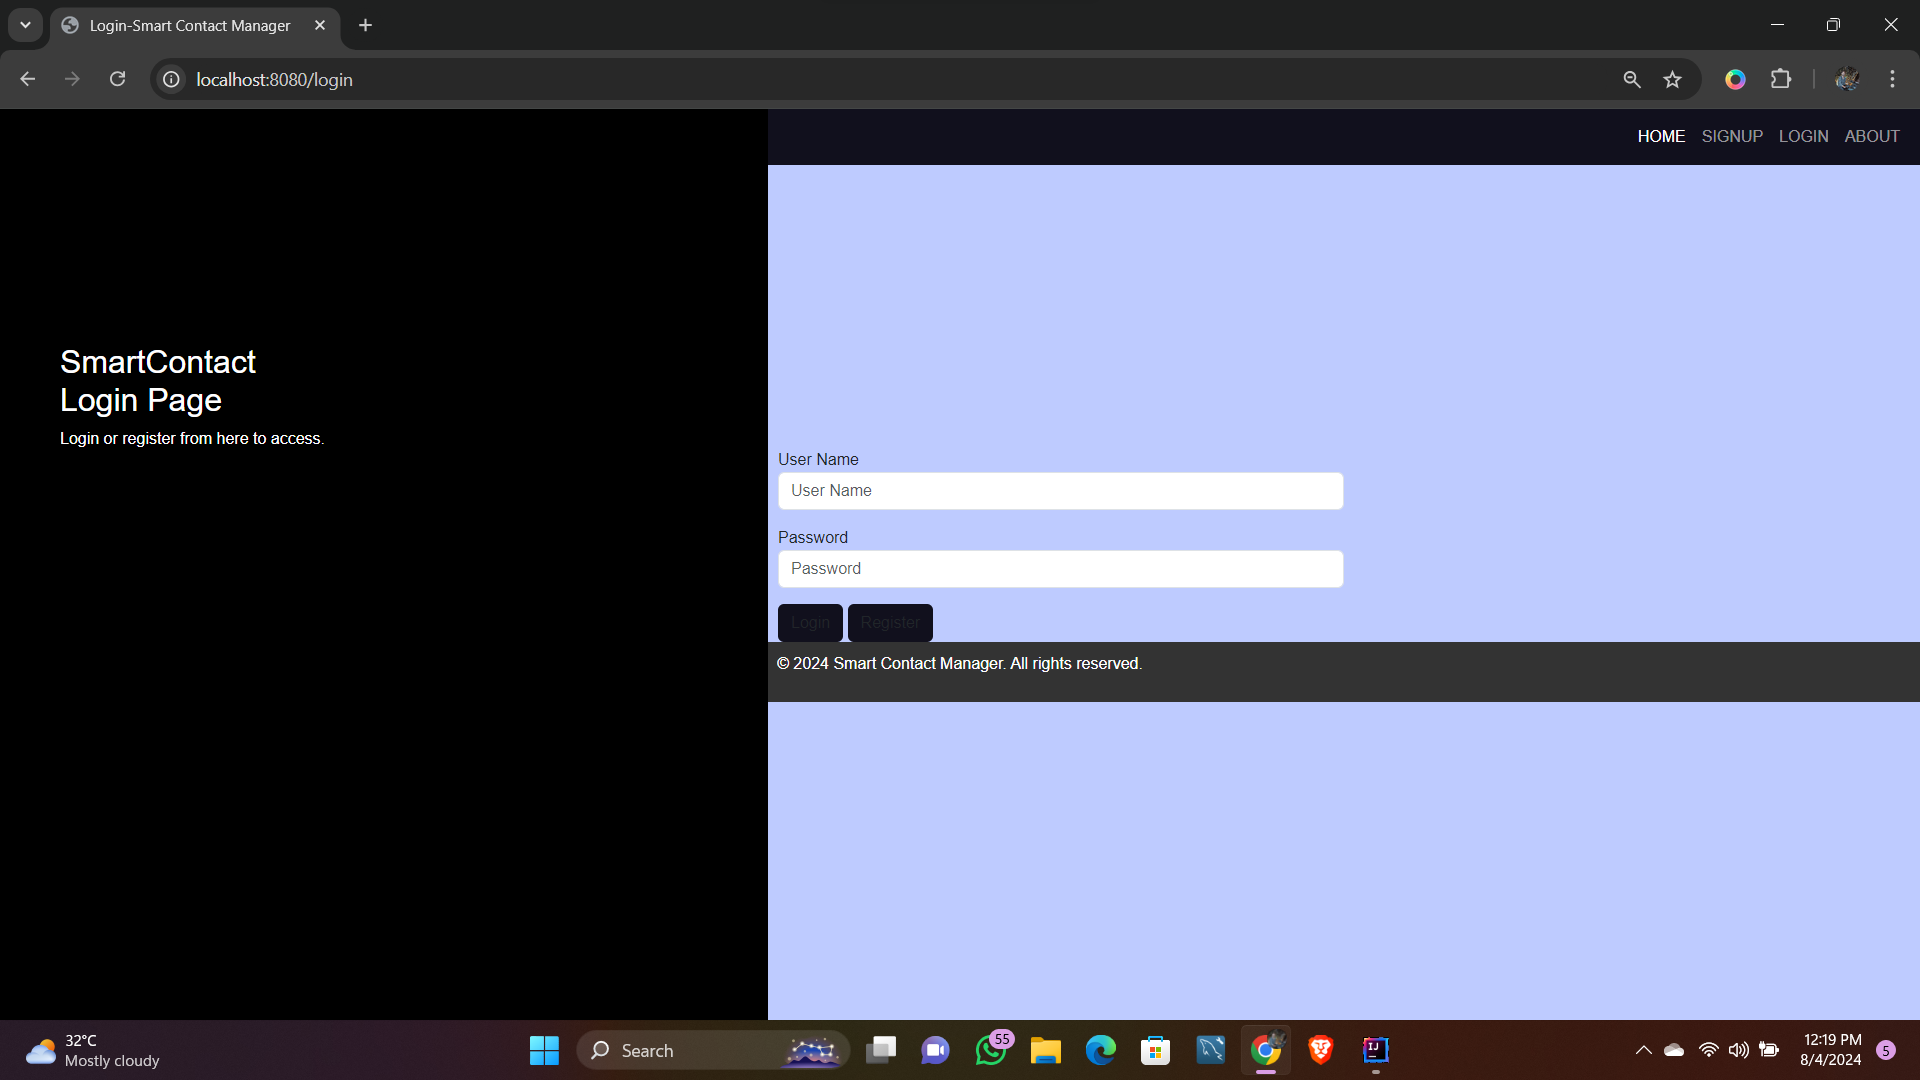 Login-Smart Contact Manager
localhost:8080/login
HOME SIGNUP LOGIN ABOUT
SmartContact
Login Page
Login or register from here to access.
User Name
User Name
Password
Password
Login Register
© 2024 Smart Contact Manager. All rights reserved.
32°C
Mostly cloudy
Search
55
IJ
12:19 PM
8/4/2024
5